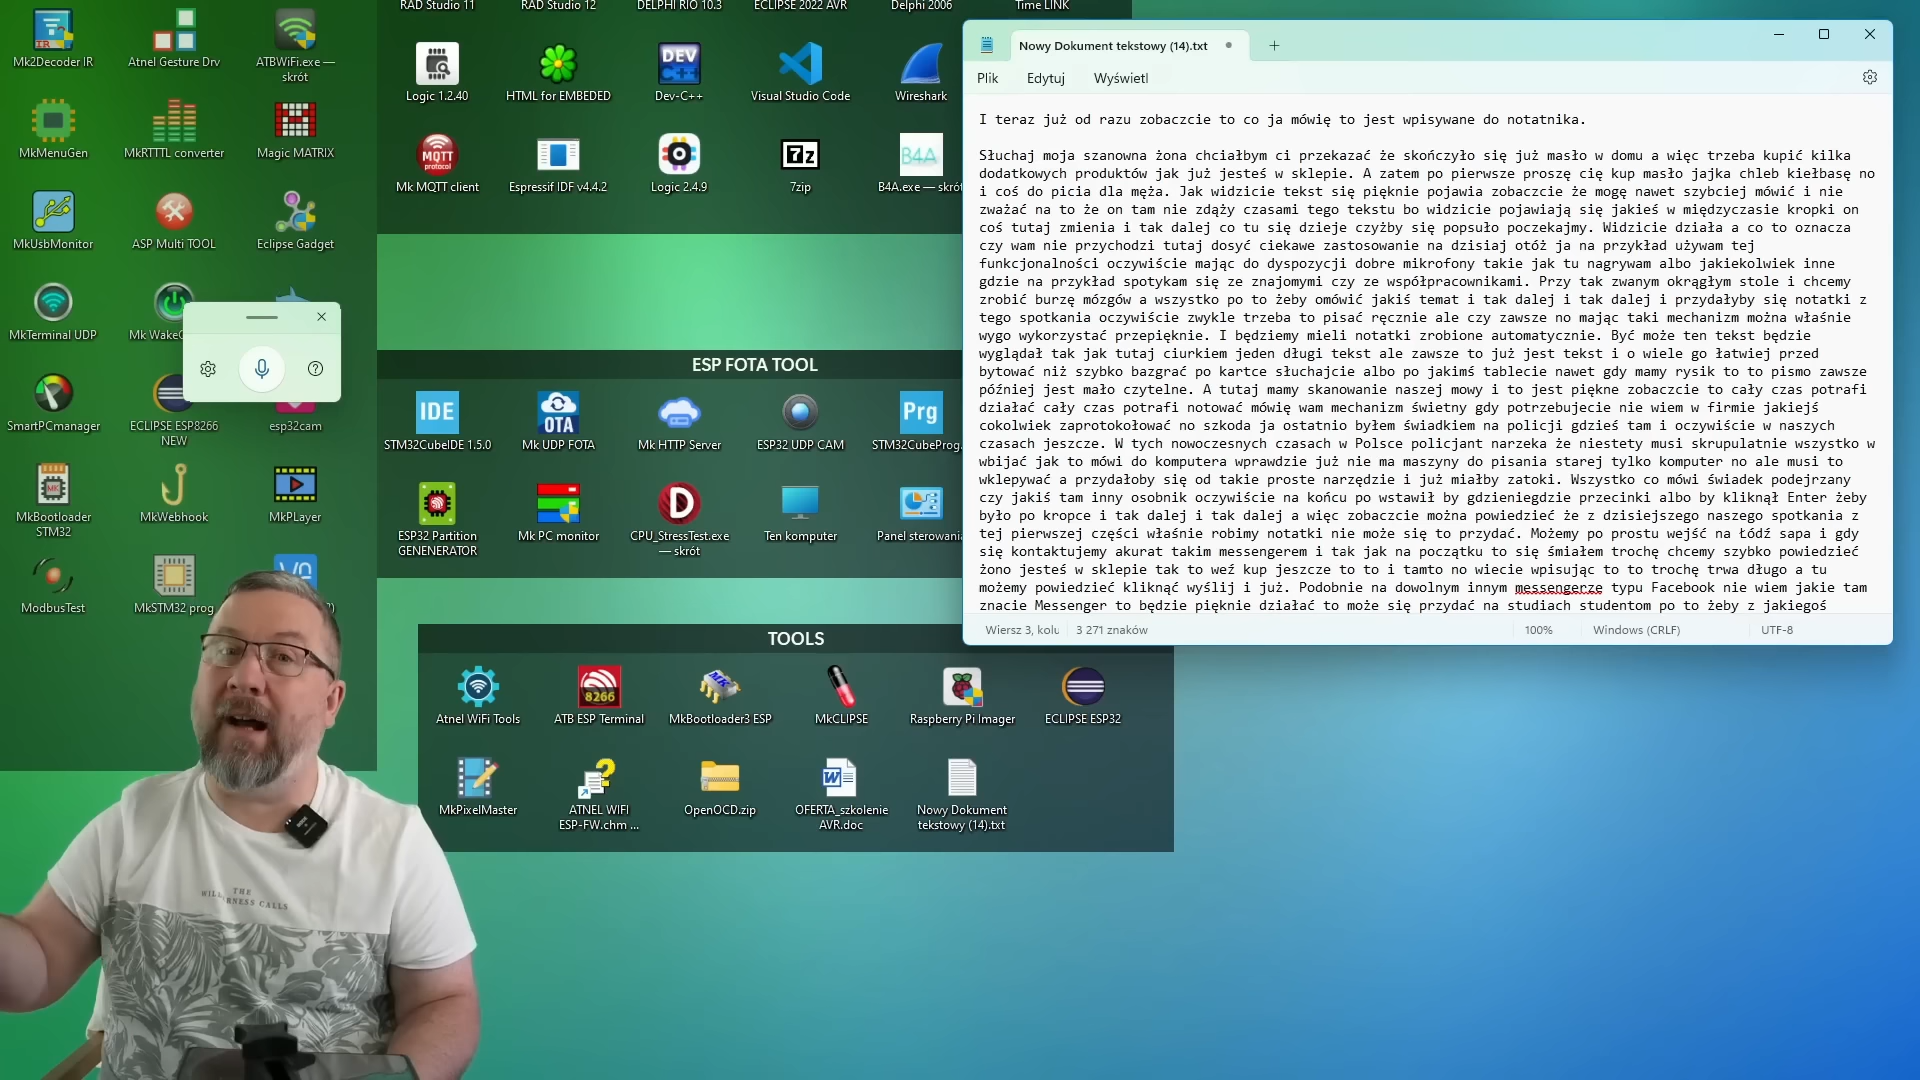 RAD Studio 11
RAD Studio 12
DELPHI RIO 10.3
ECLIPSE 2022 AVR
Delphi 2006
Time LINK
Mk2Decoder IR
Atnel Gesture Drv
ATBWiFi.exe —
skrót
Logic 1.2.40
HTML for EMBEDED
Dev-C++
Visual Studio Code
Wireshark
MkMenuGen
MkRTTTL converter
Magic MATRIX
Mk MQTT client
Espressif IDF v4.4.2
Logic 2.4.9
7zip
B4A.exe — skrót
MkUsbMonitor
ASP Multi TOOL
Eclipse Gadget
MkTerminal UDP
SmartPCmanager
ECLIPSE ESP8266
NEW
esp32cam
MkBootloader
STM32
MkWebhook
MkPLayer
ModbusTest
MkSTM32 prog
ESP FOTA TOOL
STM32CubeIDE 1.5.0
Mk UDP FOTA
Mk HTTP Server
ESP32 UDP CAM
STM32CubeProg.
ESP32 Partition
GENENERATOR
Mk PC monitor
CPU_StressTest.exe
— skrót
Ten komputer
Panel sterowani
TOOLS
Atnel WiFi Tools
ATB ESP Terminal
MkBootloader3 ESP
MkCLIPSE
Raspberry Pi Imager
ECLIPSE ESP32
MkPixelMaster
ATNEL WIFI
ESP-FW.chm ...
OpenOCD.zip
OFERTA_szkolenie
AVR.doc
Nowy Dokument
tekstowy (14).txt
Nowy Dokument tekstowy (14).txt
Plik Edytuj Wyświetl
I teraz już od razu zobaczcie to co ja mówię to jest wpisywane do notatnika.
Słuchaj moja szanowna żona chciałbym ci przekazać że skończyło się już masło w domu a więc trzeba kupić kilka
dodatkowych produktów jak już jesteś w sklepie. A zatem po pierwsze proszę cię kup masło jajka chleb kiełbasę no
i coś do picia dla męża. Jak widzicie tekst się pięknie pojawia zobaczcie że mogę nawet szybciej mówić i nie
zważać na to że on tam nie zdąży czasami tego tekstu bo widzicie pojawiają się jakieś w międzyczasie kropki on
coś tutaj zmienia i tak dalej co tu się dzieje czyżby się popsuło poczekajmy. Widzicie działa a co to oznacza
czy wam nie przychodzi tutaj dosyć ciekawe zastosowanie na dzisiaj otóż ja na przykład używam tej
funkcjonalności oczywiście mając do dyspozycji dobre mikrofony takie jak tu nagrywam albo jakiekolwiek inne
gdzie na przykład spotykam się ze znajomymi czy ze współpracownikami. Przy tak zwanym okrągłym stole i chcemy
zrobić burzę mózgów a wszystko po to żeby omówić jakiś temat i tak dalej i tak dalej i przydałyby się notatki z
tego spotkania oczywiście zwykle trzeba to pisać ręcznie ale czy zawsze no mając taki mechanizm można właśnie
wygo wykorzystać przepięknie. I będziemy mieli notatki zrobione automatycznie. Być może ten tekst będzie
wyglądał tak jak tutaj ciurkiem jeden długi tekst ale zawsze to już jest tekst i o wiele go łatwiej przed
bytować niż szybko bazgrać po kartce słuchajcie albo po jakimś tablecie nawet gdy mamy rysik to to pismo zawsze
później jest mało czytelne. A tutaj mamy skanowanie naszej mowy i to jest piękne zobaczcie to cały czas potrafi
działać cały czas potrafi notować mówię wam mechanizm świetny gdy potrzebujecie nie wiem w firmie jakiejś
cokolwiek zaprotokołować no szkoda ja ostatnio byłem świadkiem na policji gdzieś tam i oczywiście w naszych
czasach jeszcze. W tych nowoczesnych czasach w Polsce policjant narzeka że niestety musi skrupulatnie wszystko w
wbijać jak to mówi do komputera wprawdzie już nie ma maszyny do pisania starej tylko komputer no ale musi to
wklepywać a przydałoby się od takie proste narzędzie i już miałby zatoki. Wszystko co mówi świadek podejrzany
czy jakiś tam inny osobnik oczywiście na końcu po wstawił by gdzieniegdzie przecinki albo by kliknął Enter żeby
było po kropce i tak dalej i tak dalej a więc zobaczcie można powiedzieć że z dzisiejszego naszego spotkania z
tej pierwszej części właśnie robimy notatki nie może się to przydać. Możemy po prostu wejść na Łódź sapa i gdy
się kontaktujemy akurat takim messengerem i tak jak na początku to się śmiałem trochę chcemy szybko powiedzieć
żono jesteś w sklepie tak to weź kup jeszcze to to i tamto no wiecie wpisując to to trochę trwa długo a tu
możemy powiedzieć kliknąć wyślij i już. Podobnie na dowolnym innym messengerze typu Facebook nie wiem jakie tam
znacie Messenger to będzie pięknie działać to może się przydać na studiach studentom po to żeby z jakiegoś
Wiersz 3, kolu
3 271 znaków
100%
Windows (CRLF)
UTF-8
THE